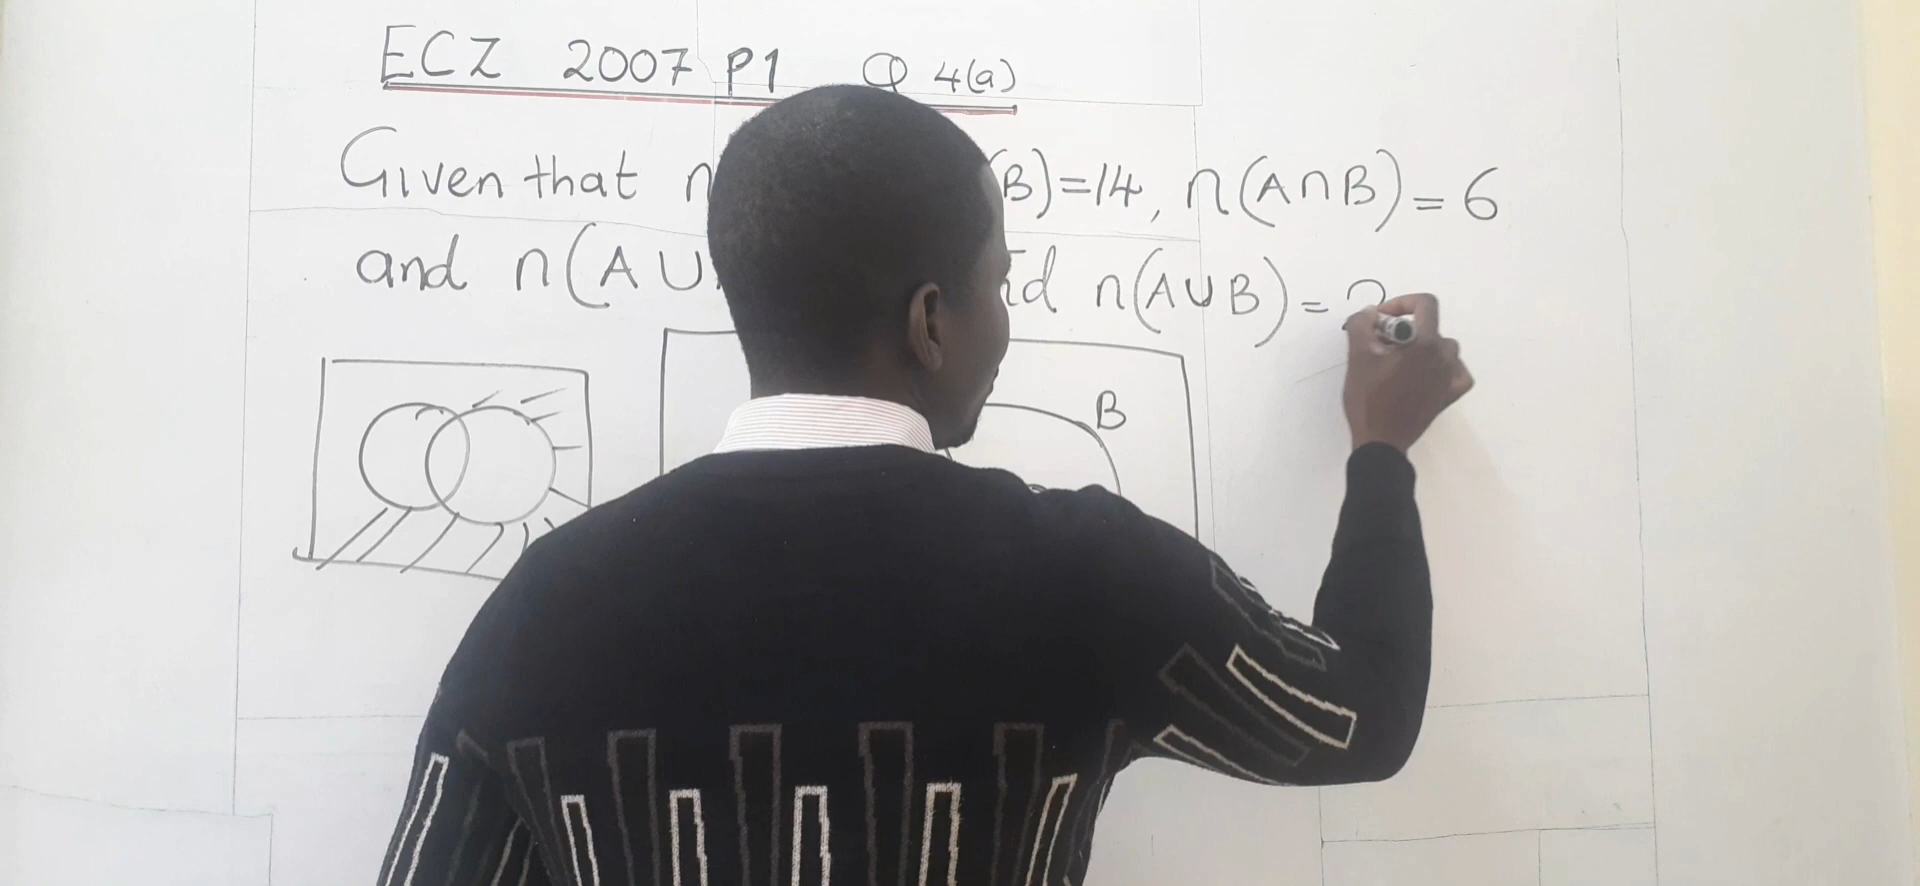 ECZ 2007 P1 Q 4(a)
Given that n B)=14, n(A∩B)=6
and n(A∪ n(A∪B)=
B